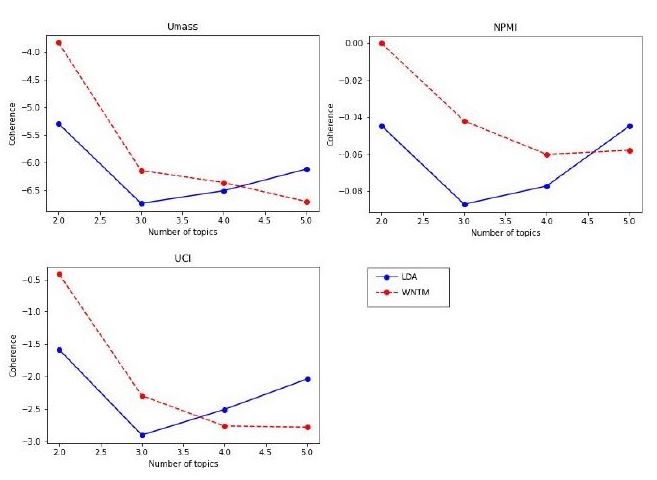 Umass
Coherence
−4.0
−4.5
−5.0
−5.5
−6.0
−6.5
2.0 2.5 3.0 3.5 4.0 4.5 5.0
Number of topics
NPMI
Coherence
0.00
−0.02
−0.04
−0.06
−0.08
2.0 2.5 3.0 3.5 4.0 4.5 5.0
Number of topics
UCI
Coherence
−0.5
−1.0
−1.5
−2.0
−2.5
−3.0
2.0 2.5 3.0 3.5 4.0 4.5 5.0
Number of topics
LDA
WNTM